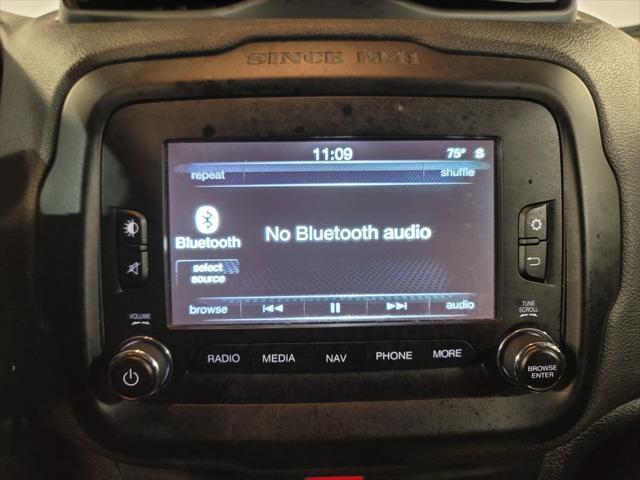 SINCE 1941
11:09 75° S
repeat shuffle
Bluetooth No Bluetooth audio
select
source
browse audio
VOLUME TUNE
SCROLL
RADIO MEDIA NAV PHONE MORE
BROWSE
ENTER